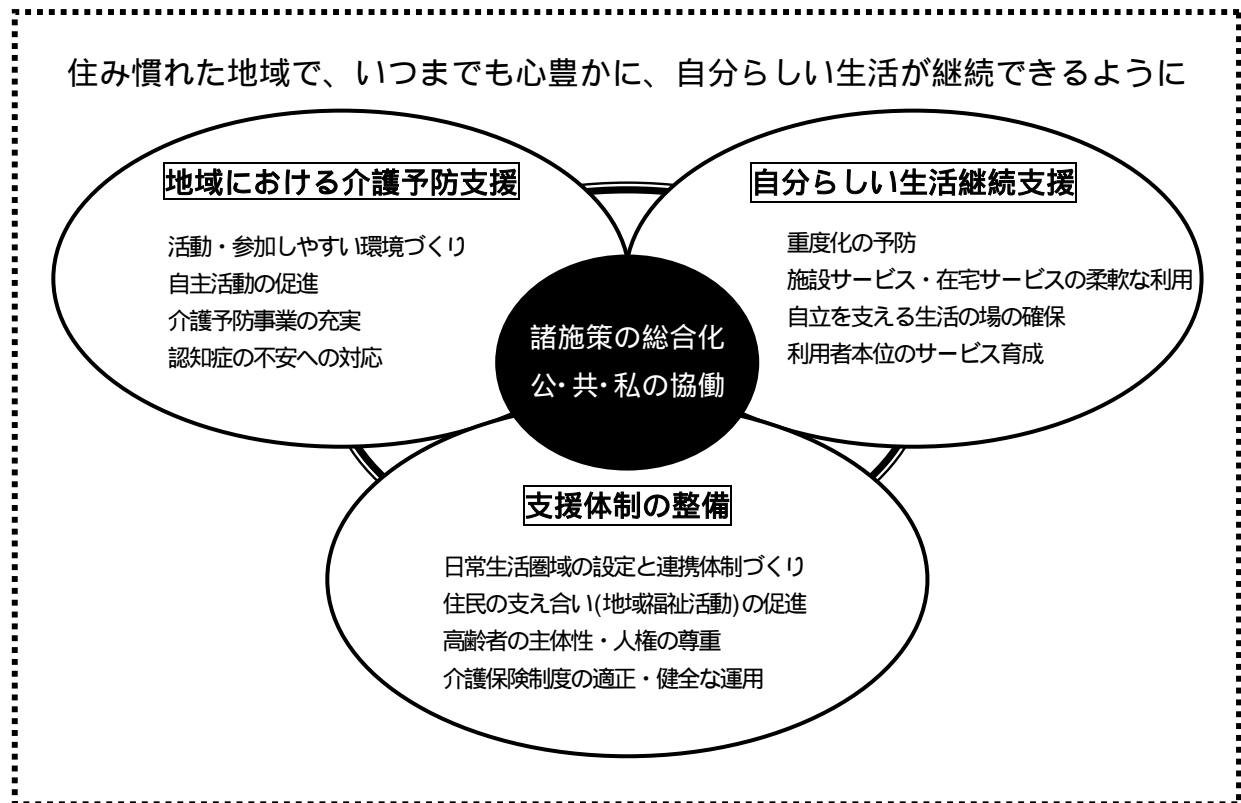 住み慣れた地域で、いつまでも心豊かに、自分らしい生活が継続できるように
地域における介護予防支援
活動・参加しやすい環境づくり
自主活動の促進
介護予防事業の充実
認知症の不安への対応
自分らしい生活継続支援
重度化の予防
施設サービス・在宅サービスの柔軟な利用
自立を支える生活の場の確保
利用者本位のサービス育成
諸施策の総合化
公・共・私の協働
支援体制の整備
日常生活圏域の設定と連携体制づくり
住民の支え合い(地域福祉活動)の促進
高齢者の主体性・人権の尊重
介護保険制度の適正・健全な運用